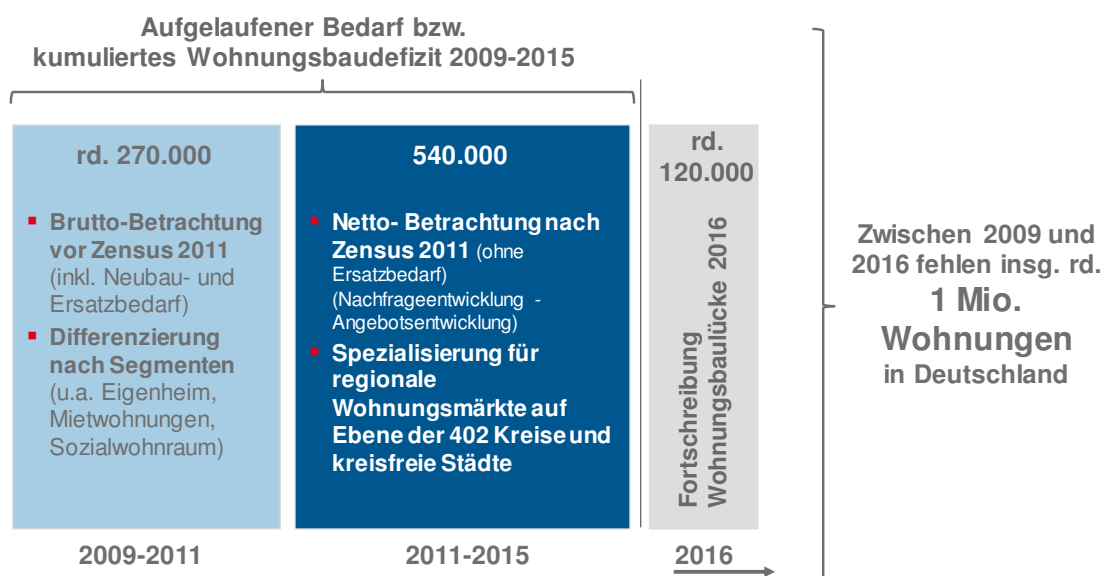 Aufgelaufener Bedarf bzw.
kumuliertes Wohnungsbaudefizit 2009-2015
rd. 270.000
Brutto-Betrachtung
vor Zensus 2011
(inkl. Neubau- und
Ersatzbedarf)
Differenzierung
nach Segmenten
(u.a. Eigenheim,
Mietwohnungen,
Sozialwohnraum)
2009-2011
540.000
Netto- Betrachtung nach
Zensus 2011 (ohne
Ersatzbedarf)
(Nachfrageentwicklung -
Angebotsentwicklung)
Spezialisierung für
regionale
Wohnungsmärkte auf
Ebene der 402 Kreise und
kreisfreie Städte
2011-2015
rd.
120.000
Fortschreibung
Wohnungsbaulücke 2016
2016
Zwischen 2009 und
2016 fehlen insg. rd.
1 Mio.
Wohnungen
in Deutschland